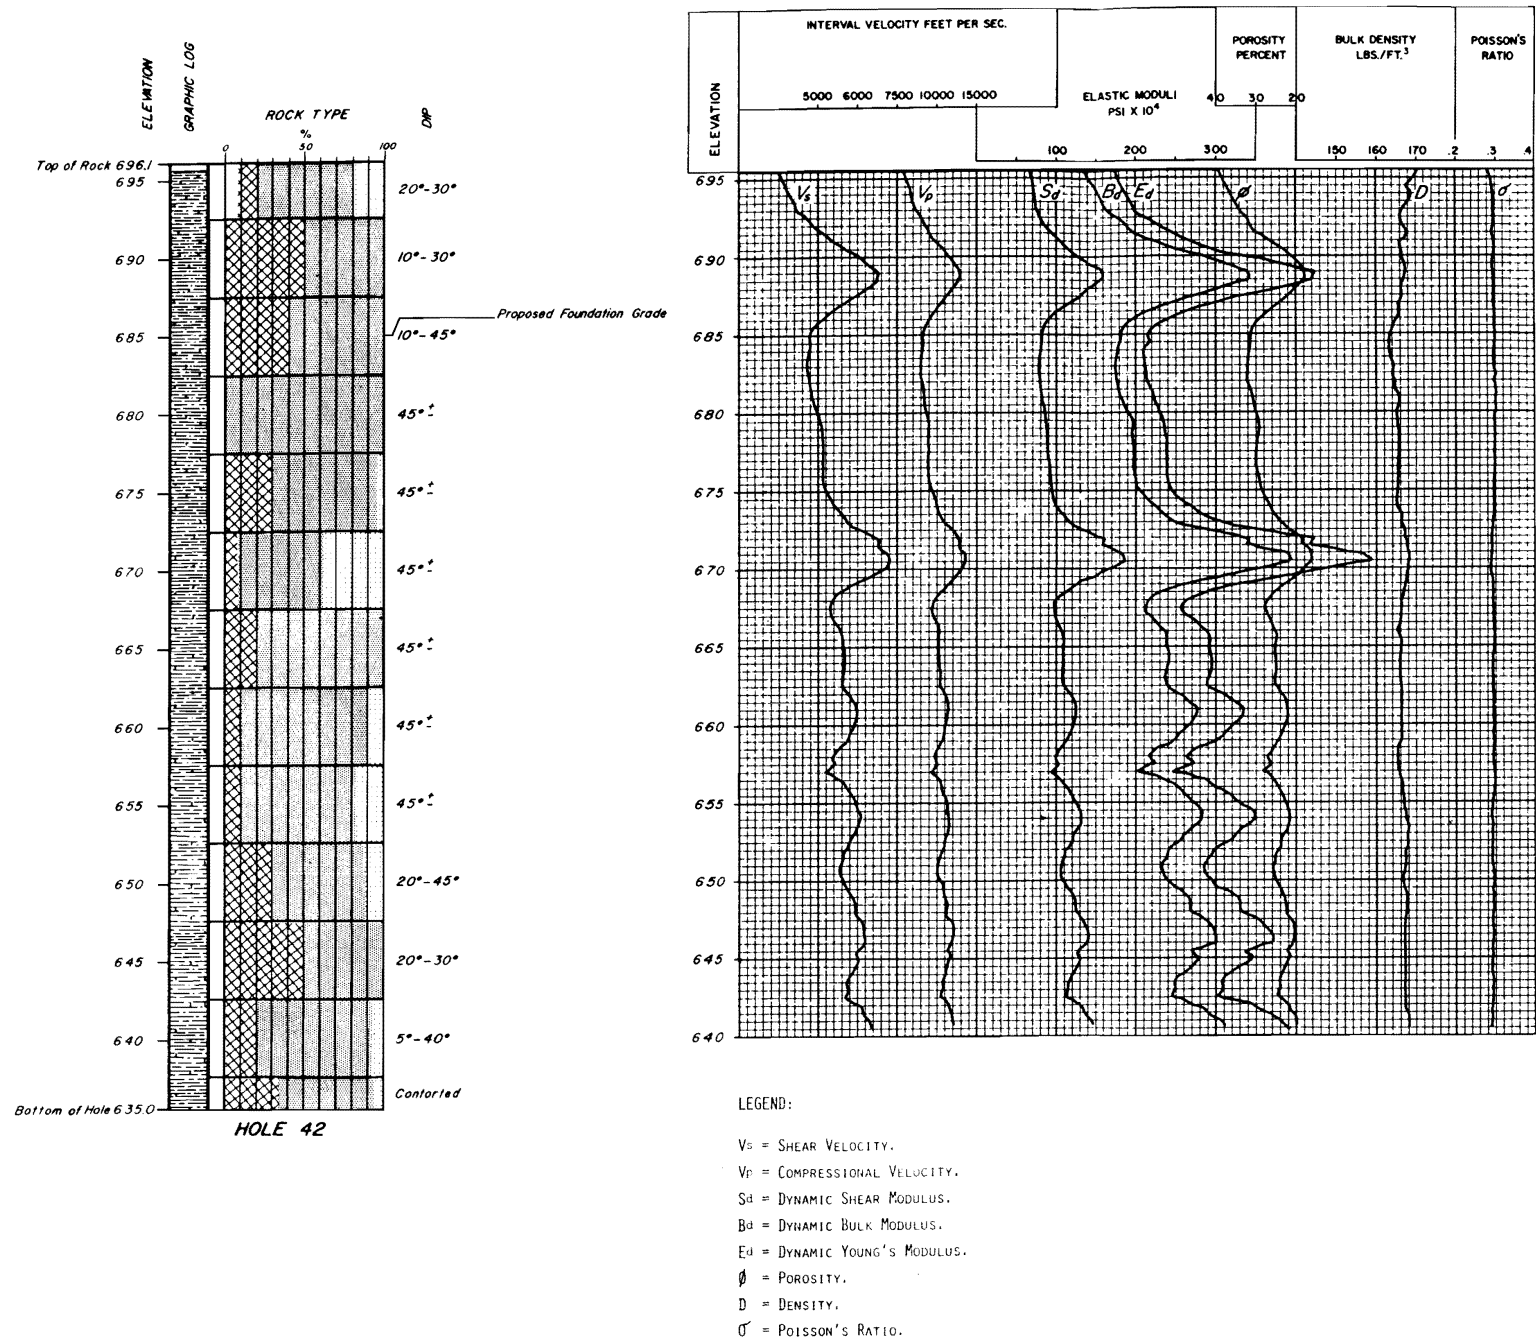 ELEVATION
GRAPHIC LOG
ROCK TYPE
%
0 50 100
DIP
Top of Rock 696.1
695
690
685
680
675
670
665
660
655
650
645
640
Bottom of Hole 635.0
20°-30°
10°-30°
Proposed Foundation Grade
10°-45°
45° ±
45° ±
45° ±
45° ±
45° ±
45° ±
20°-45°
20°-30°
5°-40°
Contorted
HOLE 42
ELEVATION
INTERVAL VELOCITY FEET PER SEC.
5000 6000 7500 10000 15000
ELASTIC MODULI
PSI X 10⁴
100 200 300
POROSITY
PERCENT
40 30 20
BULK DENSITY
LBS./FT.³
150 160 170
POISSON'S
RATIO
.2 .3 .4
Vs Vp Sd Bd Ed ϕ D σ
695
690
685
680
675
670
665
660
655
650
645
640
LEGEND:
Vs = SHEAR VELOCITY.
Vp = COMPRESSIONAL VELOCITY.
Sd = DYNAMIC SHEAR MODULUS.
Bd = DYNAMIC BULK MODULUS.
Ed = DYNAMIC YOUNG'S MODULUS.
ϕ = POROSITY.
D = DENSITY.
σ = POISSON'S RATIO.